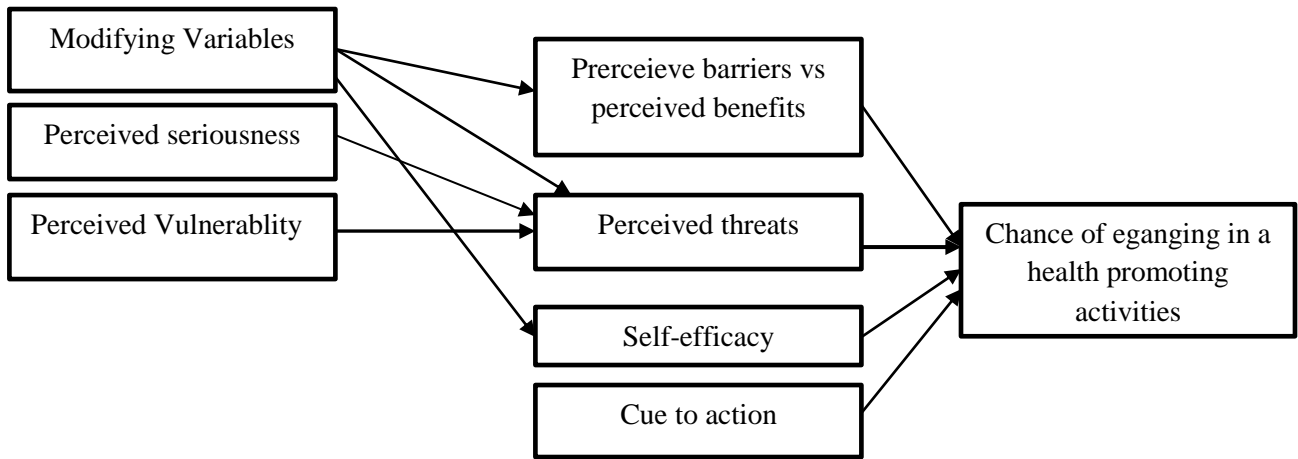 Modifying Variables
Perceived seriousness
Perceived Vulnerablity
Prerceieve barriers vs
perceived benefits
Perceived threats
Self-efficacy
Cue to action
Chance of eganging in a
health promoting
activities